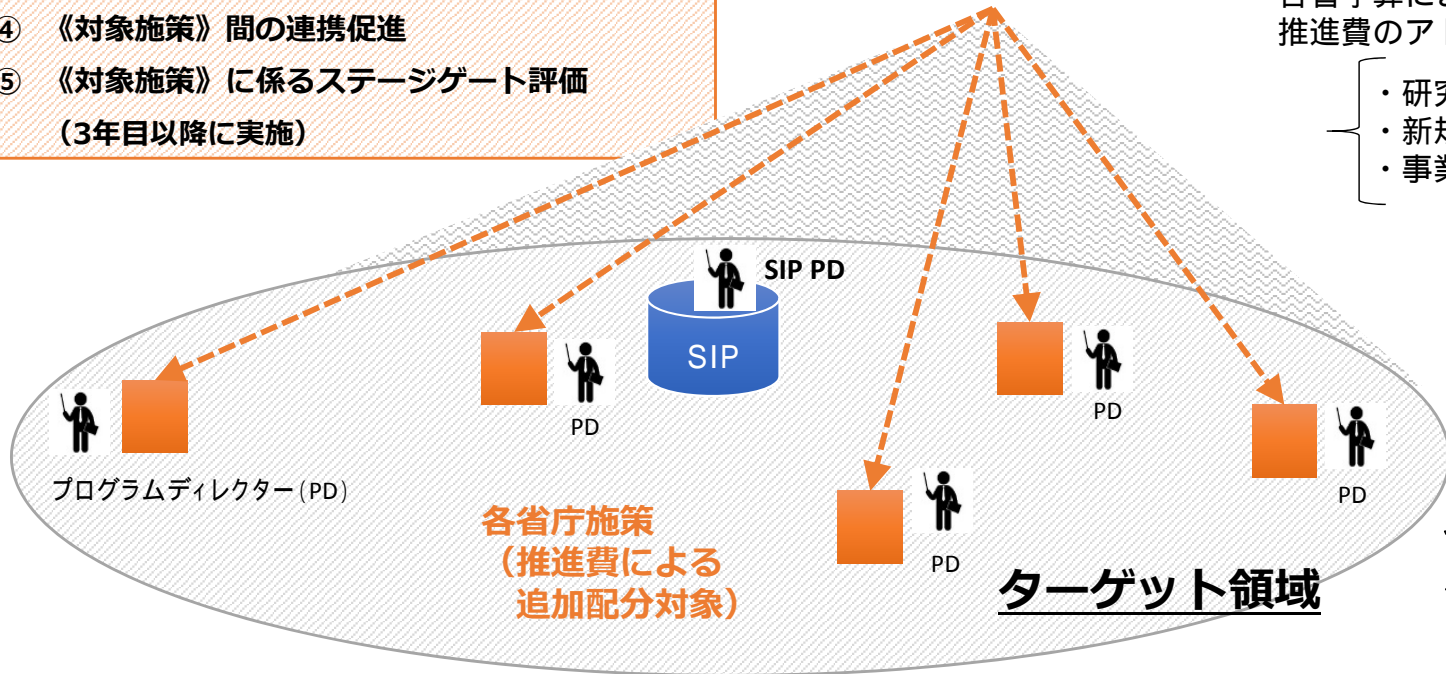 ④ 《対象施策》間の連携促進
⑤ 《対象施策》に係るステージゲート評価
（3年目以降に実施）
推進費のア
・研
・新規
・事業
SIP PD
SIP
PD
PD
PD
PD
プログラムディレクター(PD)
各省庁施策
（推進費による
追加配分対象）
ターゲット領域